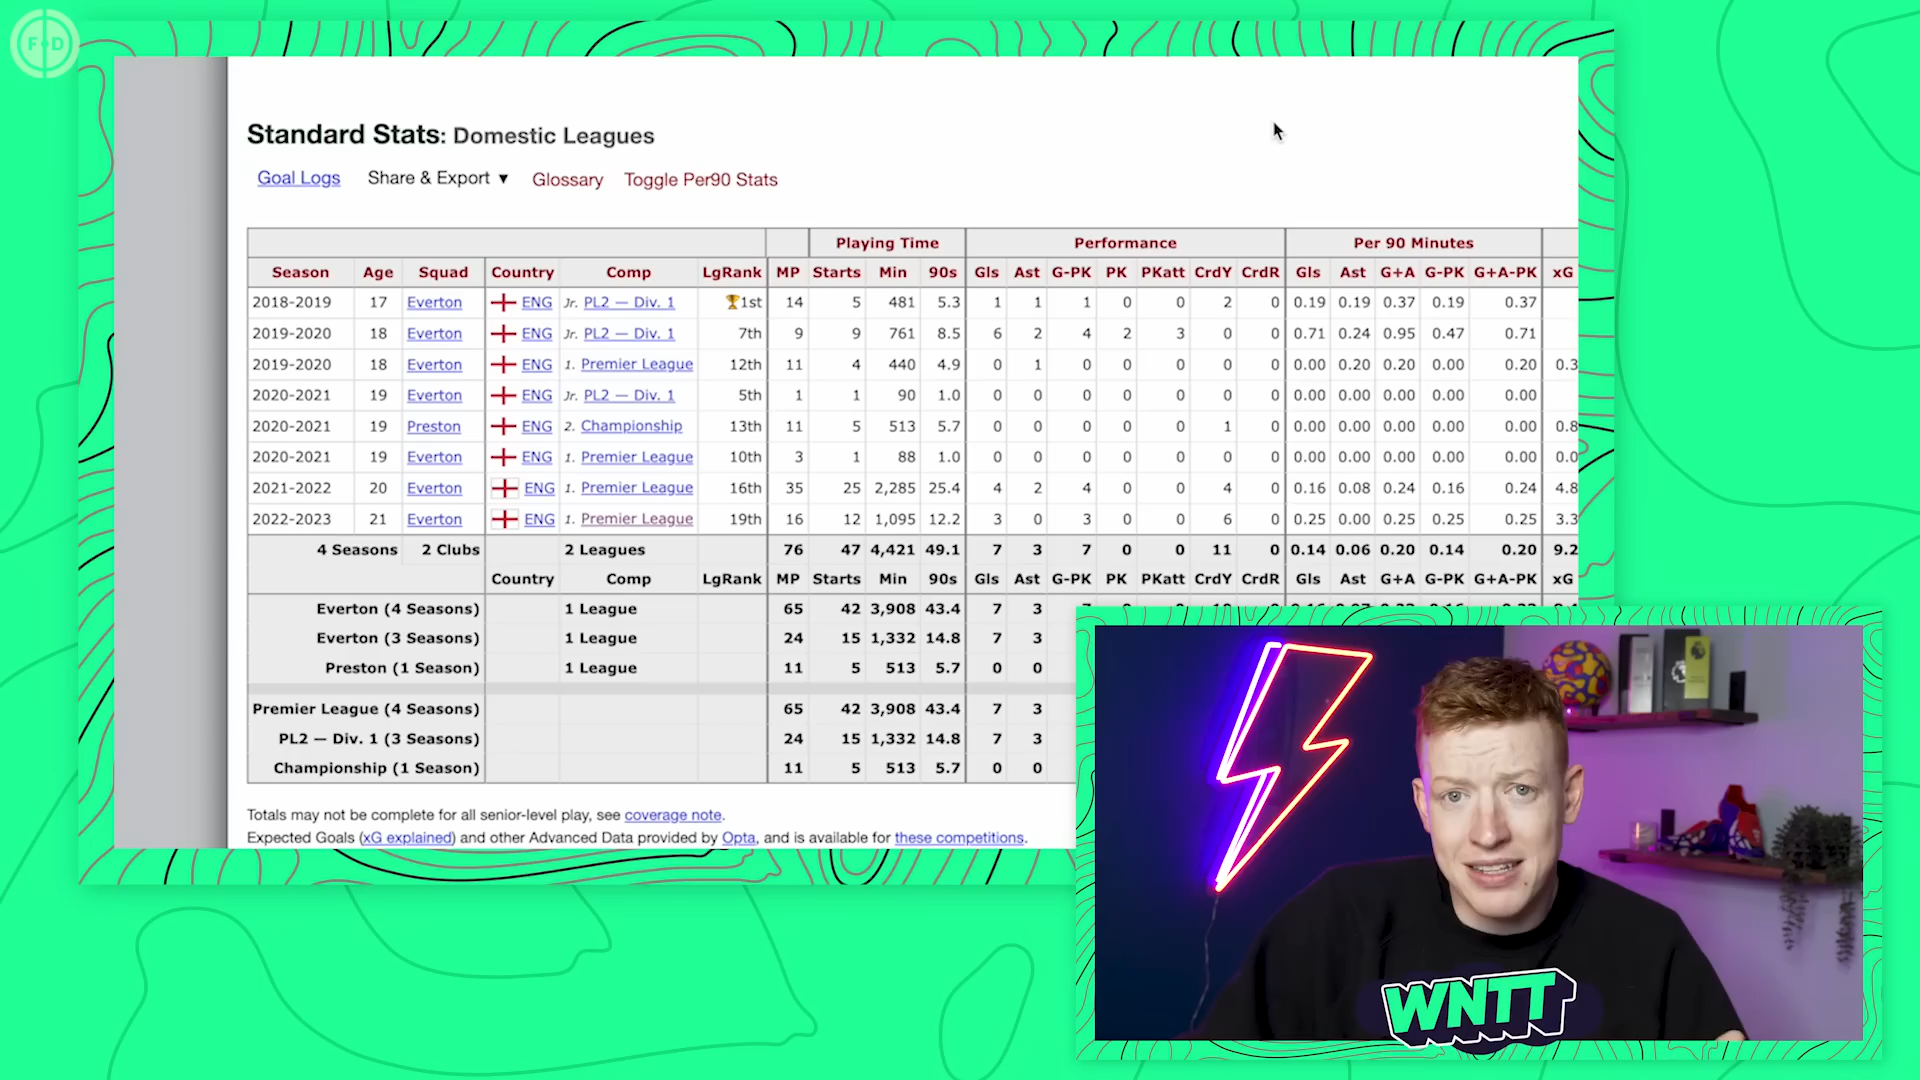 F D
Standard Stats: Domestic Leagues
Goal Logs Share & Export ▼ Glossary Toggle Per90 Stats
Playing Time Performance Per 90 Minutes
Season Age Squad Country Comp LgRank MP Starts Min 90s Gls Ast G-PK PK PKatt CrdY CrdR Gls Ast G+A G-PK G+A-PK xG
2018-2019 17 Everton ENG Jr. PL2 — Div. 1 1st 14 5 481 5.3 1 1 1 0 0 2 0 0.19 0.19 0.37 0.19 0.37
2019-2020 18 Everton ENG Jr. PL2 — Div. 1 7th 9 9 761 8.5 6 2 4 2 3 0 0 0.71 0.24 0.95 0.47 0.71
2019-2020 18 Everton ENG 1. Premier League 12th 11 4 440 4.9 0 1 0 0 0 0 0 0.00 0.20 0.20 0.00 0.20 0.3
2020-2021 19 Everton ENG Jr. PL2 — Div. 1 5th 1 1 90 1.0 0 0 0 0 0 0 0 0.00 0.00 0.00 0.00 0.00
2020-2021 19 Preston ENG 2. Championship 13th 11 5 513 5.7 0 0 0 0 0 1 0 0.00 0.00 0.00 0.00 0.00 0.8
2020-2021 19 Everton ENG 1. Premier League 10th 3 1 88 1.0 0 0 0 0 0 0 0 0.00 0.00 0.00 0.00 0.00 0.0
2021-2022 20 Everton ENG 1. Premier League 16th 35 25 2,285 25.4 4 2 4 0 0 4 0 0.16 0.08 0.24 0.16 0.24 4.8
2022-2023 21 Everton ENG 1. Premier League 19th 16 12 1,095 12.2 3 0 3 0 0 6 0 0.25 0.00 0.25 0.25 0.25 3.3
4 Seasons 2 Clubs 2 Leagues 76 47 4,421 49.1 7 3 7 0 0 11 0 0.14 0.06 0.20 0.14 0.20 9.2
Country Comp LgRank MP Starts Min 90s Gls Ast G-PK PK PKatt CrdY CrdR Gls Ast G+A G-PK G+A-PK xG
Everton (4 Seasons) 1 League 65 42 3,908 43.4 7 3
Everton (3 Seasons) 1 League 24 15 1,332 14.8 7 3
Preston (1 Season) 1 League 11 5 513 5.7 0 0
Premier League (4 Seasons) 65 42 3,908 43.4 7 3
PL2 — Div. 1 (3 Seasons) 24 15 1,332 14.8 7 3
Championship (1 Season) 11 5 513 5.7 0 0
Totals may not be complete for all senior-level play, see coverage note.
Expected Goals (xG explained) and other Advanced Data provided by Opta, and is available for these competitions.
WNTT